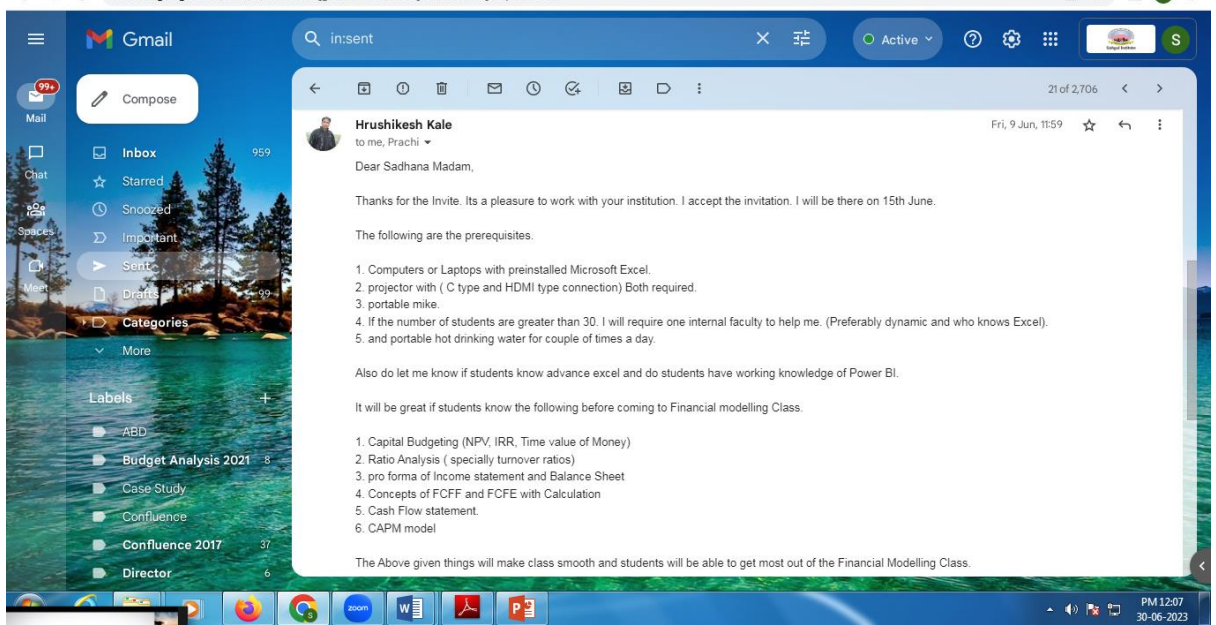 Gmail
in:sent
Active
S
99+
Mail
Compose
21 of 2,706
Hrushikesh Kale
Fri, 9 Jun, 11:59
to me, Prachi
Inbox 959
Chat
Starred
Dear Sadhana Madam,
Snoozed
Thanks for the Invite. Its a pleasure to work with your institution. I accept the invitation. I will be there on 15th June.
Spaces
Important
The following are the prerequisites.
Sent
Meet
1. Computers or Laptops with preinstalled Microsoft Excel.
2. projector with ( C type and HDMI type connection) Both required.
Drafts 99
3. portable mike.
Categories
4. If the number of students are greater than 30. I will require one internal faculty to help me. (Preferably dynamic and who knows Excel).
5. and portable hot drinking water for couple of times a day.
More
Also do let me know if students know advance excel and do students have working knowledge of Power BI.
Labels
It will be great if students know the following before coming to Financial modelling Class.
ABD
1. Capital Budgeting (NPV, IRR, Time value of Money)
Budget Analysis 2021 8
2. Ratio Analysis ( specially turnover ratios)
3. pro forma of Income statement and Balance Sheet
Case Study
4. Concepts of FCFF and FCFE with Calculation
Confluence
5. Cash Flow statement.
6. CAPM model
Confluence 2017 37
The Above given things will make class smooth and students will be able to get most out of the Financial Modelling Class.
Director 6
zoom
PM 12:07
30-06-2023